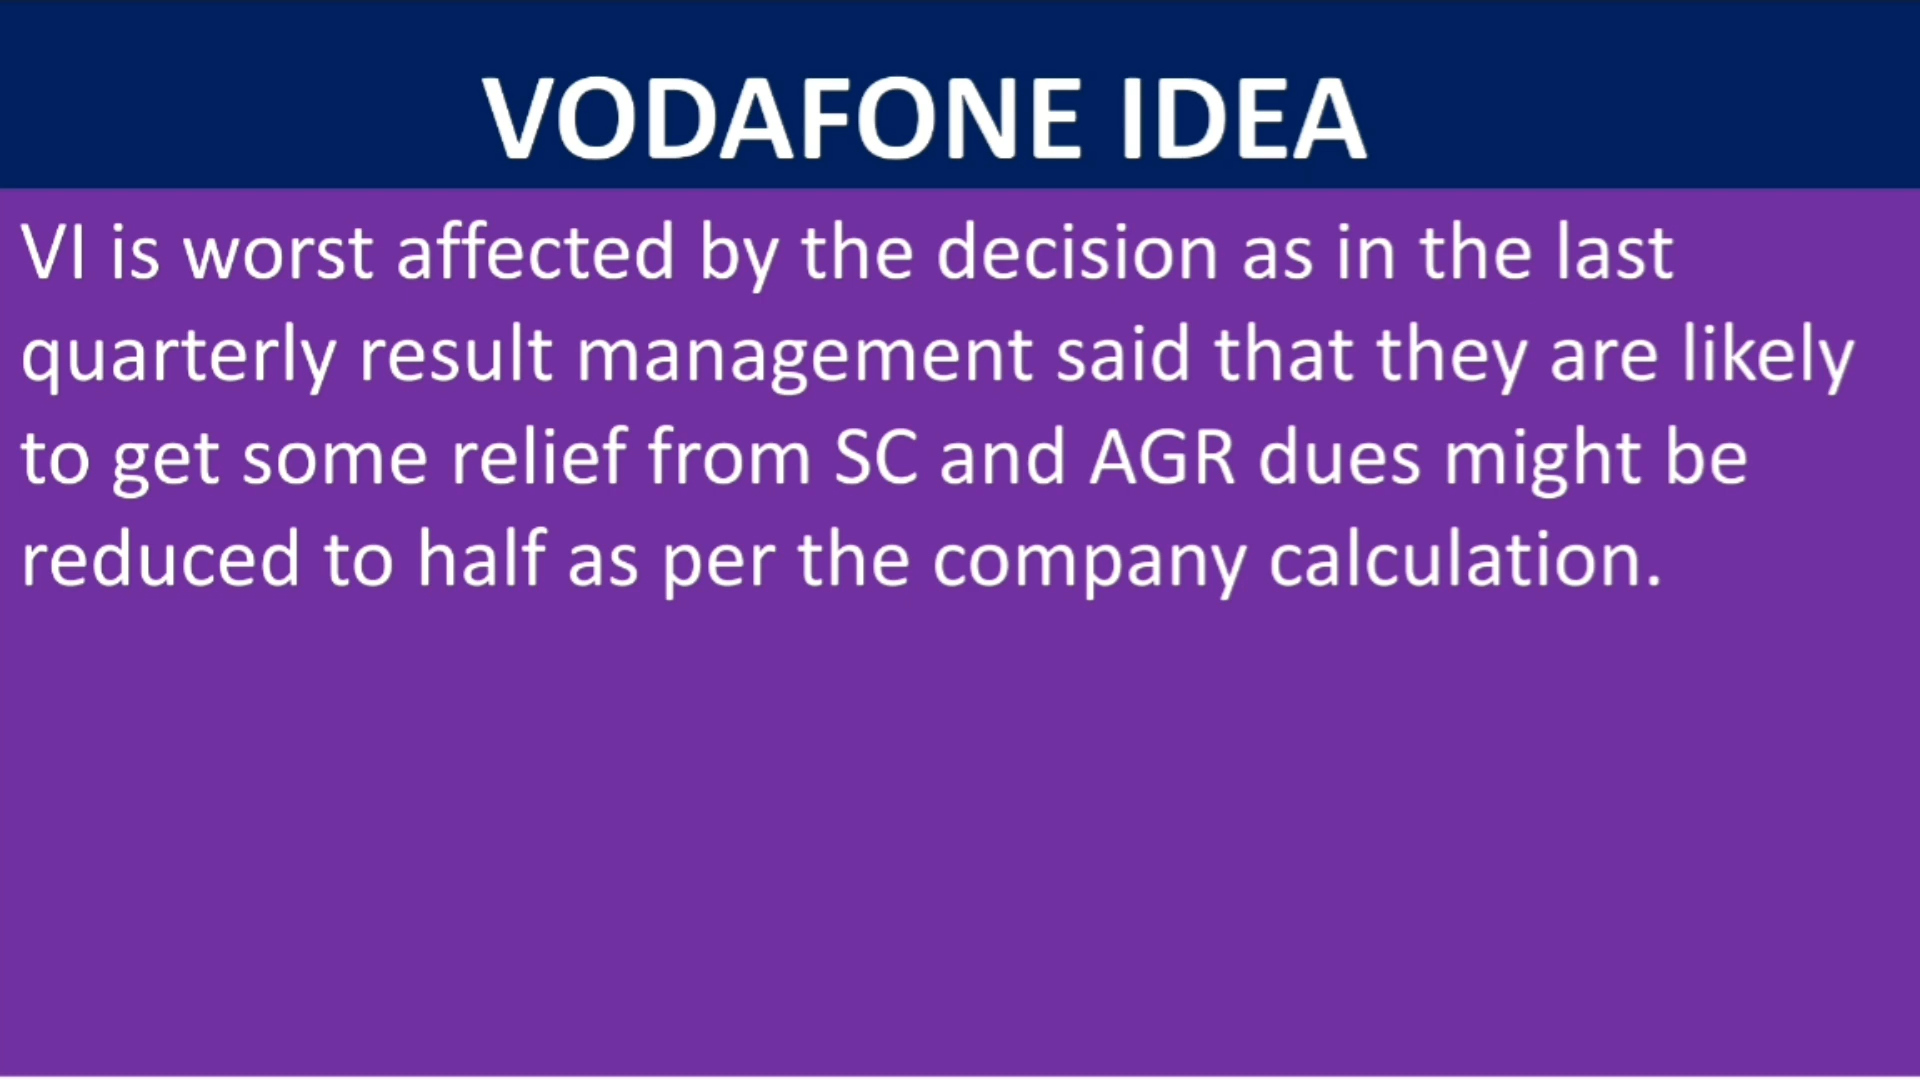 VODAFONE IDEA
VI is worst affected by the decision as in the last
quarterly result management said that they are likely
to get some relief from SC and AGR dues might be
reduced to half as per the company calculation.